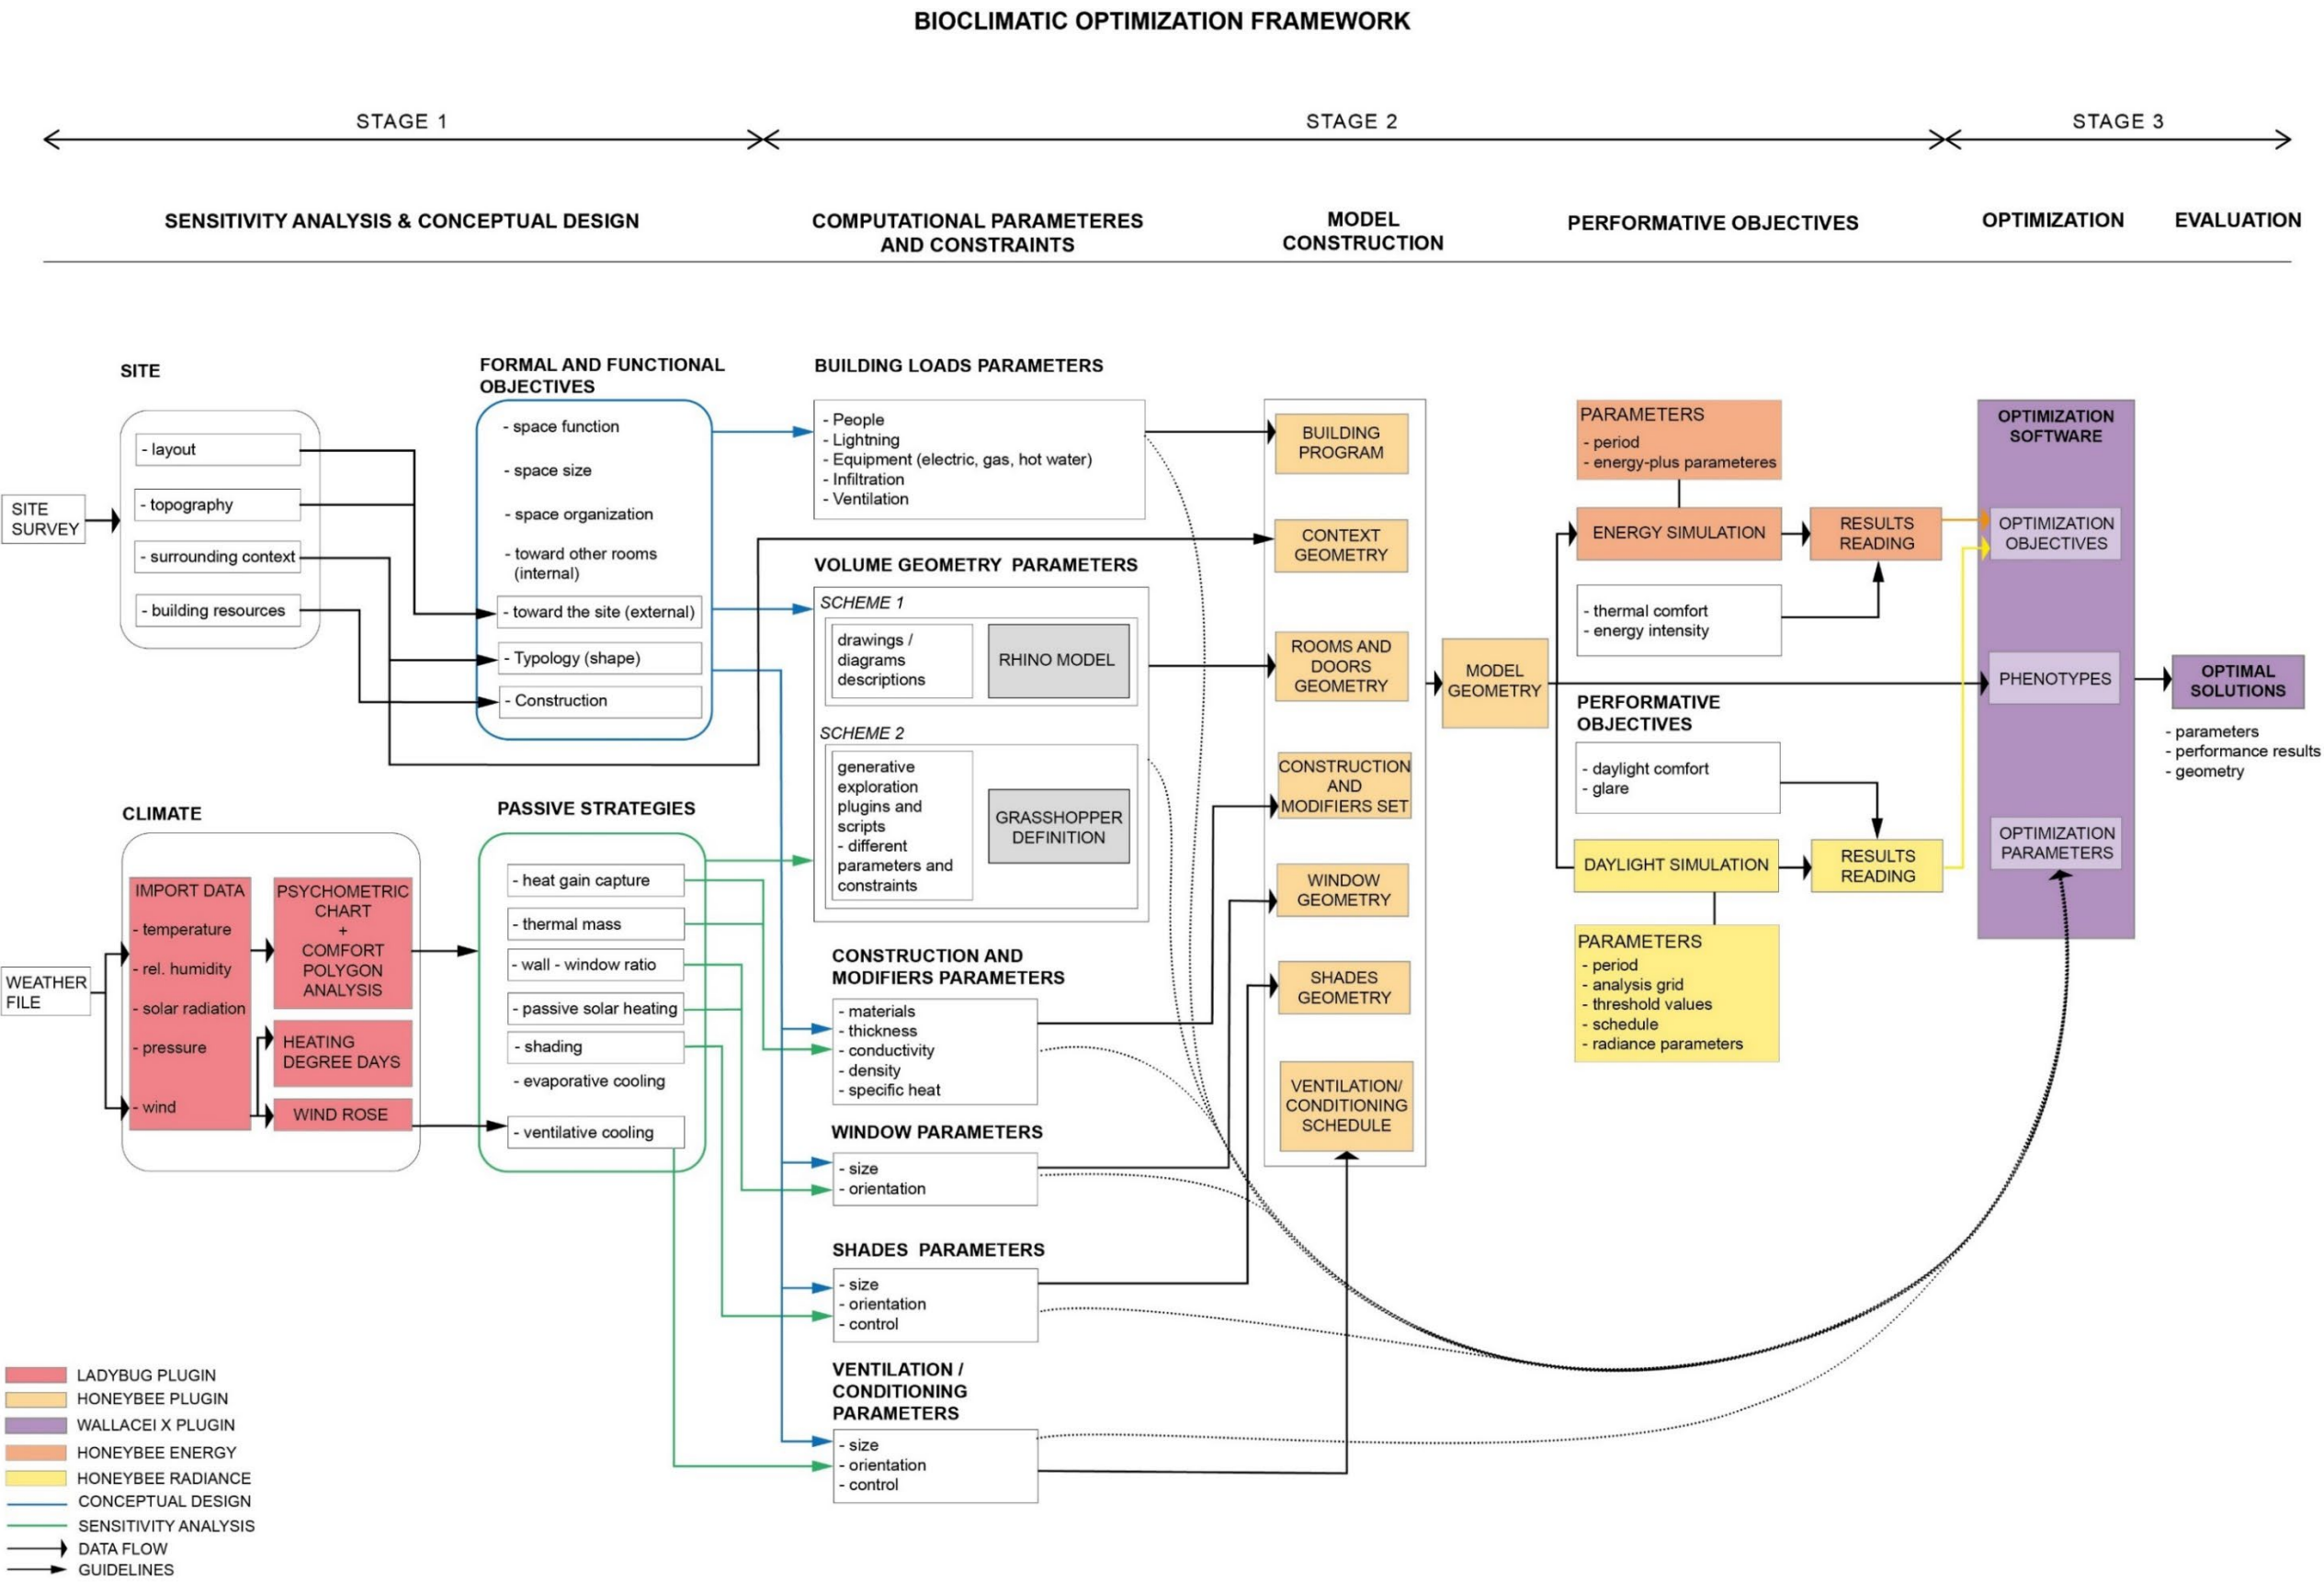 BIOCLIMATIC OPTIMIZATION FRAMEWORK
STAGE 1
STAGE 2
STAGE 3
SENSITIVITY ANALYSIS & CONCEPTUAL DESIGN
COMPUTATIONAL PARAMETERES
AND CONSTRAINTS
MODEL
CONSTRUCTION
PERFORMATIVE OBJECTIVES
OPTIMIZATION
EVALUATION
SITE SURVEY
SITE
- layout
- topography
- surrounding context
- building resources
FORMAL AND FUNCTIONAL
OBJECTIVES
- space function
- space size
- space organization
- toward other rooms
(internal)
- toward the site (external)
- Typology (shape)
- Construction
WEATHER
FILE
CLIMATE
IMPORT DATA
- temperature
- rel. humidity
- solar radiation
- pressure
- wind
PSYCHOMETRIC
CHART
+
COMFORT
POLYGON
ANALYSIS
HEATING
DEGREE DAYS
WIND ROSE
PASSIVE STRATEGIES
- heat gain capture
- thermal mass
- wall - window ratio
- passive solar heating
- shading
- evaporative cooling
- ventilative cooling
BUILDING LOADS PARAMETERS
- People
- Lightning
- Equipment (electric, gas, hot water)
- Infiltration
- Ventilation
VOLUME GEOMETRY PARAMETERS
SCHEME 1
drawings /
diagrams
descriptions
RHINO MODEL
SCHEME 2
generative
exploration
plugins and
scripts
- different
parameters and
constraints
GRASSHOPPER
DEFINITION
CONSTRUCTION AND
MODIFIERS PARAMETERS
- materials
- thickness
- conductivity
- density
- specific heat
WINDOW PARAMETERS
- size
- orientation
SHADES PARAMETERS
- size
- orientation
- control
VENTILATION /
CONDITIONING
PARAMETERS
- size
- orientation
- control
BUILDING
PROGRAM
CONTEXT
GEOMETRY
ROOMS AND
DOORS
GEOMETRY
CONSTRUCTION
AND
MODIFIERS SET
WINDOW
GEOMETRY
SHADES
GEOMETRY
VENTILATION/
CONDITIONING
SCHEDULE
MODEL
GEOMETRY
PARAMETERS
- period
- energy-plus parameteres
ENERGY SIMULATION
RESULTS
READING
- thermal comfort
- energy intensity
PERFORMATIVE
OBJECTIVES
- daylight comfort
- glare
DAYLIGHT SIMULATION
RESULTS
READING
PARAMETERS
- period
- analysis grid
- threshold values
- schedule
- radiance parameters
OPTIMIZATION
SOFTWARE
OPTIMIZATION
OBJECTIVES
PHENOTYPES
OPTIMIZATION
PARAMETERS
OPTIMAL
SOLUTIONS
- parameters
- performance results
- geometry
LADYBUG PLUGIN
HONEYBEE PLUGIN
WALLACEI X PLUGIN
HONEYBEE ENERGY
HONEYBEE RADIANCE
CONCEPTUAL DESIGN
SENSITIVITY ANALYSIS
DATA FLOW
GUIDELINES